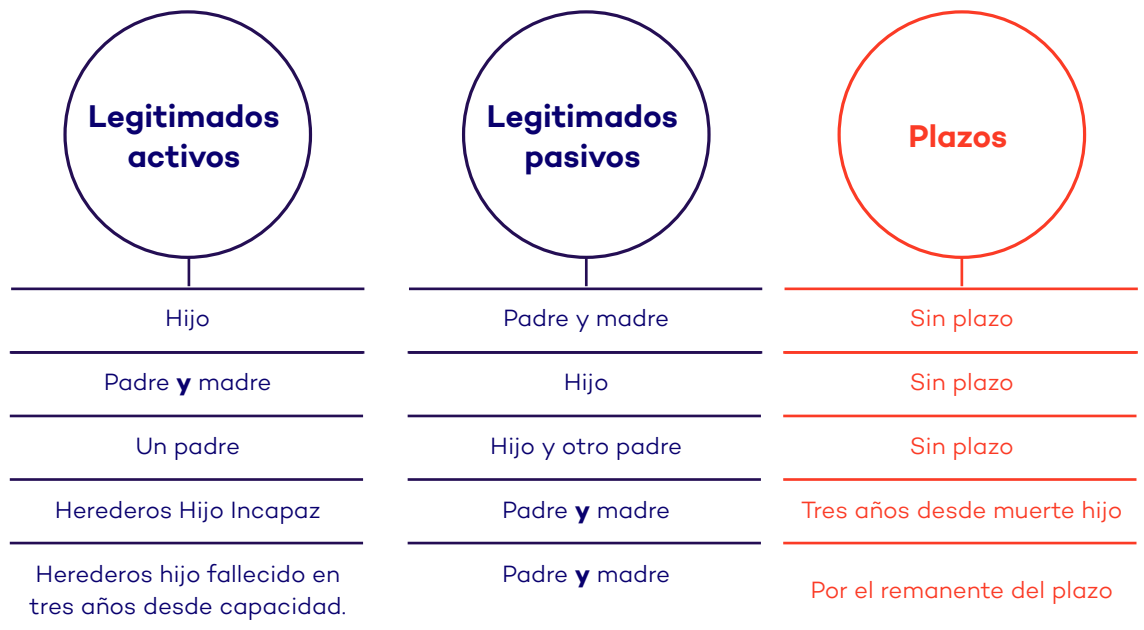 Legitimados
activos
Legitimados
pasivos
Plazos
Hijo
Padre y madre
Sin plazo
Padre y madre
Hijo
Sin plazo
Un padre
Hijo y otro padre
Sin plazo
Herederos Hijo Incapaz
Padre y madre
Tres años desde muerte hijo
Herederos hijo fallecido en
tres años desde capacidad.
Padre y madre
Por el remanente del plazo